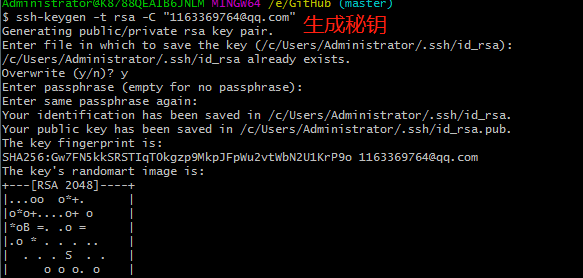 Administrator@K8788QEAIB6JNLM MINGW64 /e/GitHub (master)
$ ssh-keygen -t rsa -C "1163369764@qq.com" 生成秘钥
Generating public/private rsa key pair.
Enter file in which to save the key (/c/Users/Administrator/.ssh/id_rsa):
/c/Users/Administrator/.ssh/id_rsa already exists.
Overwrite (y/n)? y
Enter passphrase (empty for no passphrase):
Enter same passphrase again:
Your identification has been saved in /c/Users/Administrator/.ssh/id_rsa.
Your public key has been saved in /c/Users/Administrator/.ssh/id_rsa.pub.
The key fingerprint is:
SHA256:Gw7FN5kkSRSTIqTOkgzp9MkpJFpWu2vtWbN2U1KrP9o 1163369764@qq.com
The key's randomart image is:
+---[RSA 2048]----+
|...oo  o*+.      |
|o*o+....o+ o     |
|*oB =. .o =      |
|.o * . . . ..    |
|  . . . S  . .   |
|     o o o. o    |